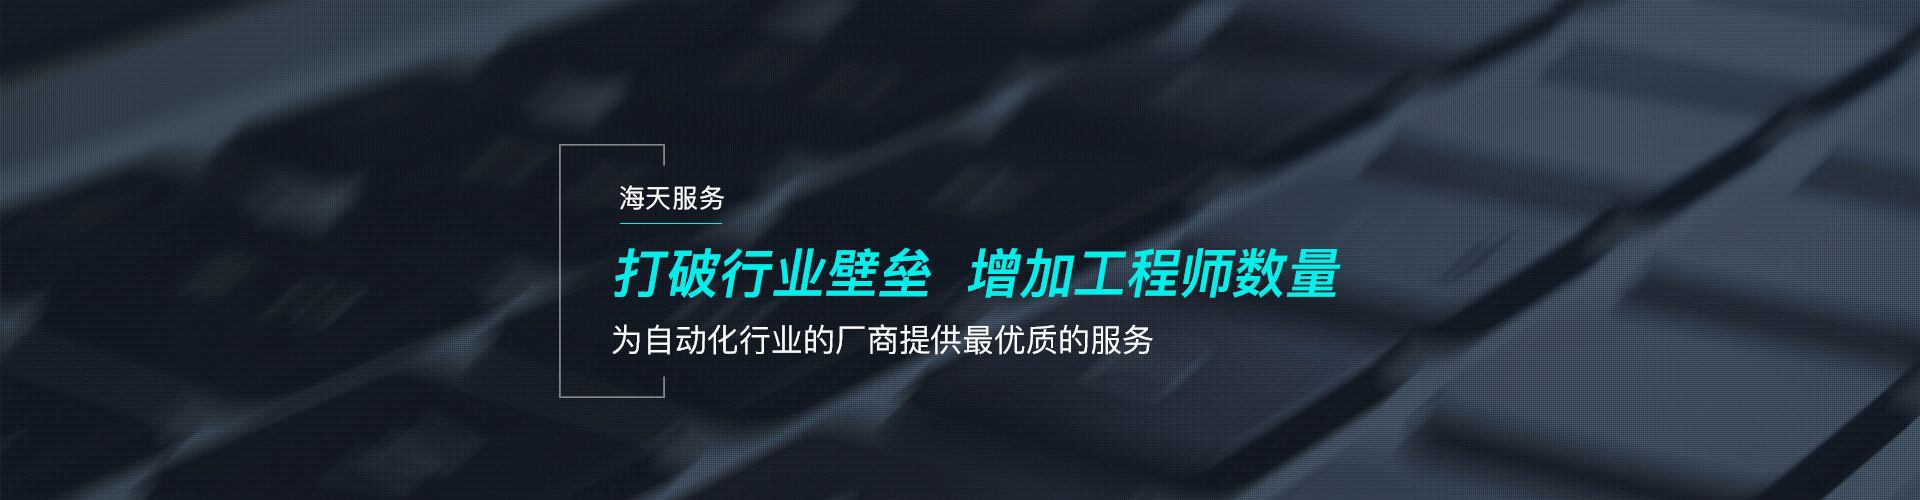 海天服务
打破行业壁垒 增加工程师数量
为自动化行业的厂商提供最优质的服务